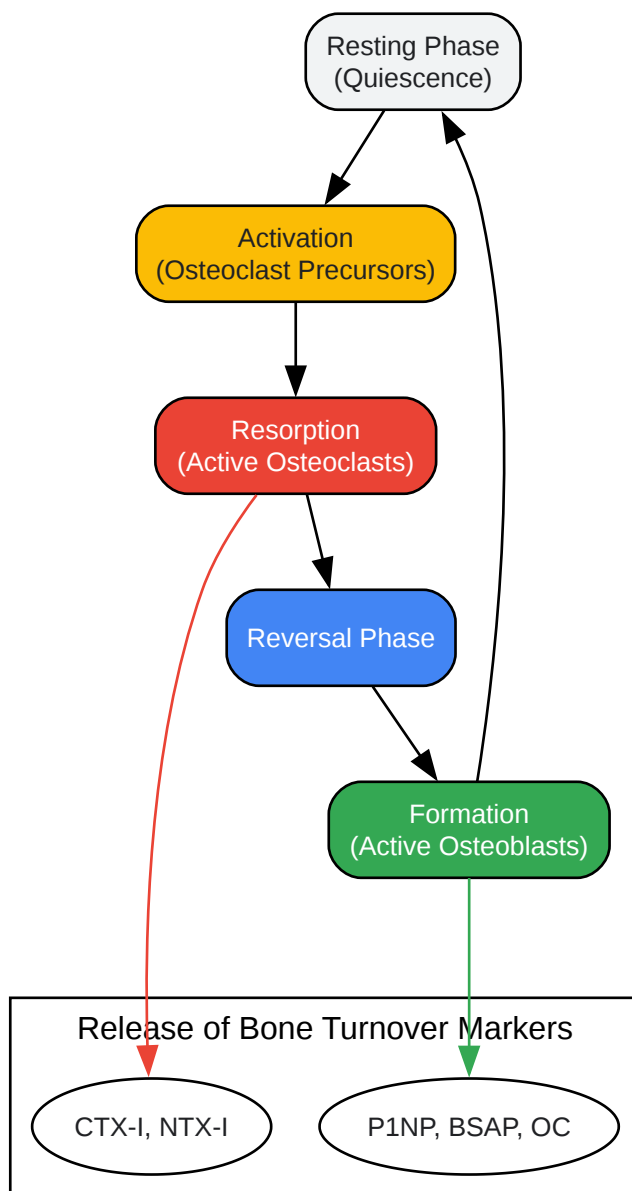 Resting Phase
(Quiescence)
Activation
(Osteoclast Precursors)
Resorption
(Active Osteoclasts)
Reversal Phase
Formation
(Active Osteoblasts)
Release of Bone Turnover Markers
CTX-I, NTX-I
P1NP, BSAP, OC